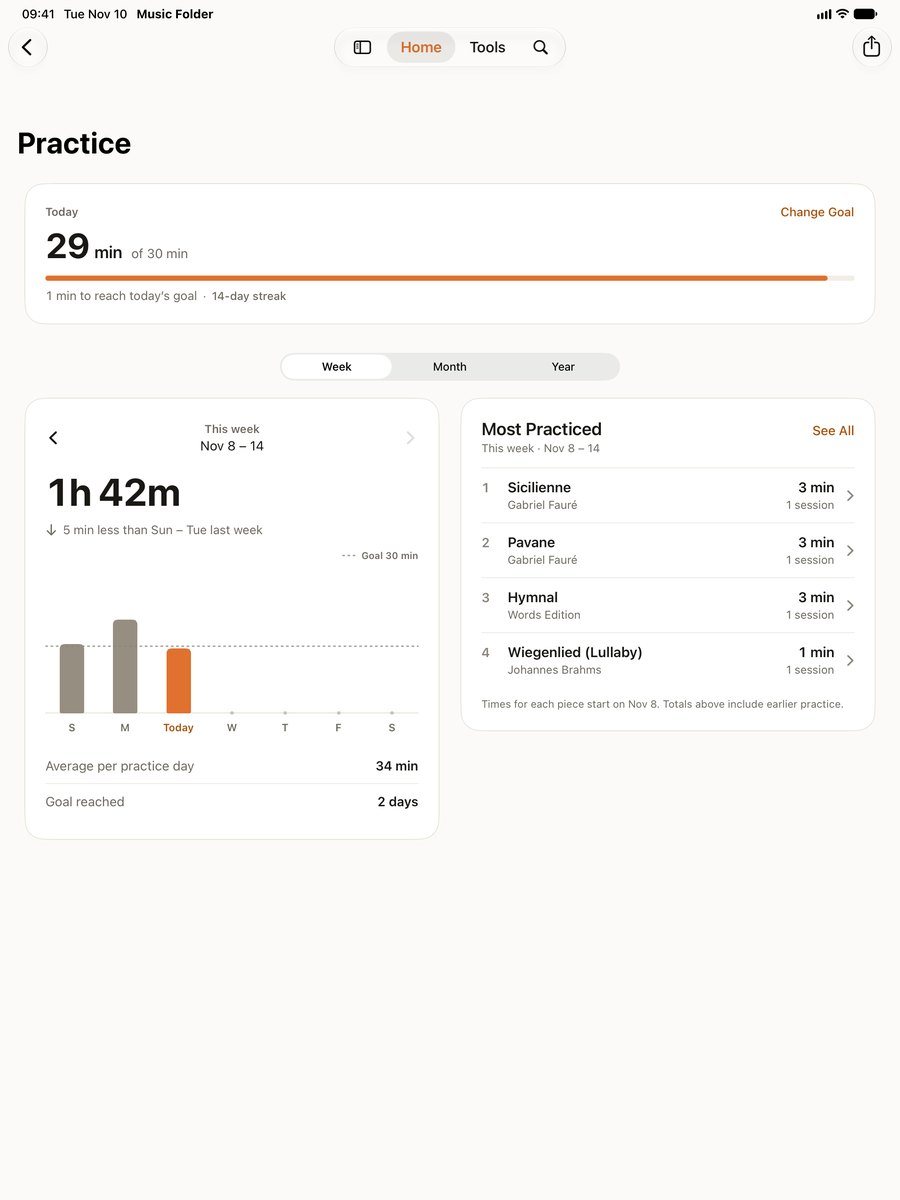 09:41 Tue Nov 10 Music Folder
Home Tools
Practice
Today Change Goal
29 min of 30 min
1 min to reach today's goal · 14-day streak
Week Month Year
This week
Nov 8 – 14
1h 42m
5 min less than Sun – Tue last week
Goal 30 min
S M Today W T F S
Average per practice day 34 min
Goal reached 2 days
Most Practiced See All
This week · Nov 8 – 14
1 Sicilienne 3 min
Gabriel Fauré 1 session
2 Pavane 3 min
Gabriel Fauré 1 session
3 Hymnal 3 min
Words Edition 1 session
4 Wiegenlied (Lullaby) 1 min
Johannes Brahms 1 session
Times for each piece start on Nov 8. Totals above include earlier practice.